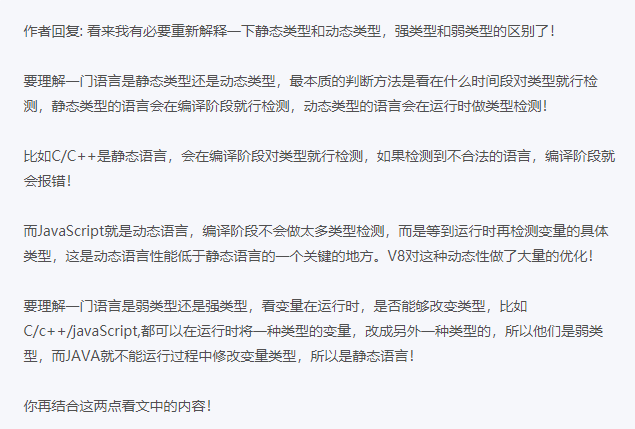 作者回复: 看来我有必要重新解释一下静态类型和动态类型，强类型和弱类型的区别了！
要理解一门语言是静态类型还是动态类型，最本质的判断方法是看在什么时间段对类型就行检
测，静态类型的语言会在编译阶段就行检测，动态类型的语言会在运行时做类型检测！
比如C/C++是静态语言，会在编译阶段对类型就行检测，如果检测到不合法的语言，编译阶段就
会报错！
而JavaScript就是动态语言，编译阶段不会做太多类型检测，而是等到运行时再检测变量的具体
类型，这是动态语言性能低于静态语言的一个关键的地方。V8对这种动态性做了大量的优化！
要理解一门语言是弱类型还是强类型，看变量在运行时，是否能够改变类型，比如
C/c++/javaScript,都可以在运行时将一种类型的变量，改成另外一种类型的，所以他们是弱类
型，而JAVA就不能运行过程中修改变量类型，所以是静态语言！
你再结合这两点看文中的内容！